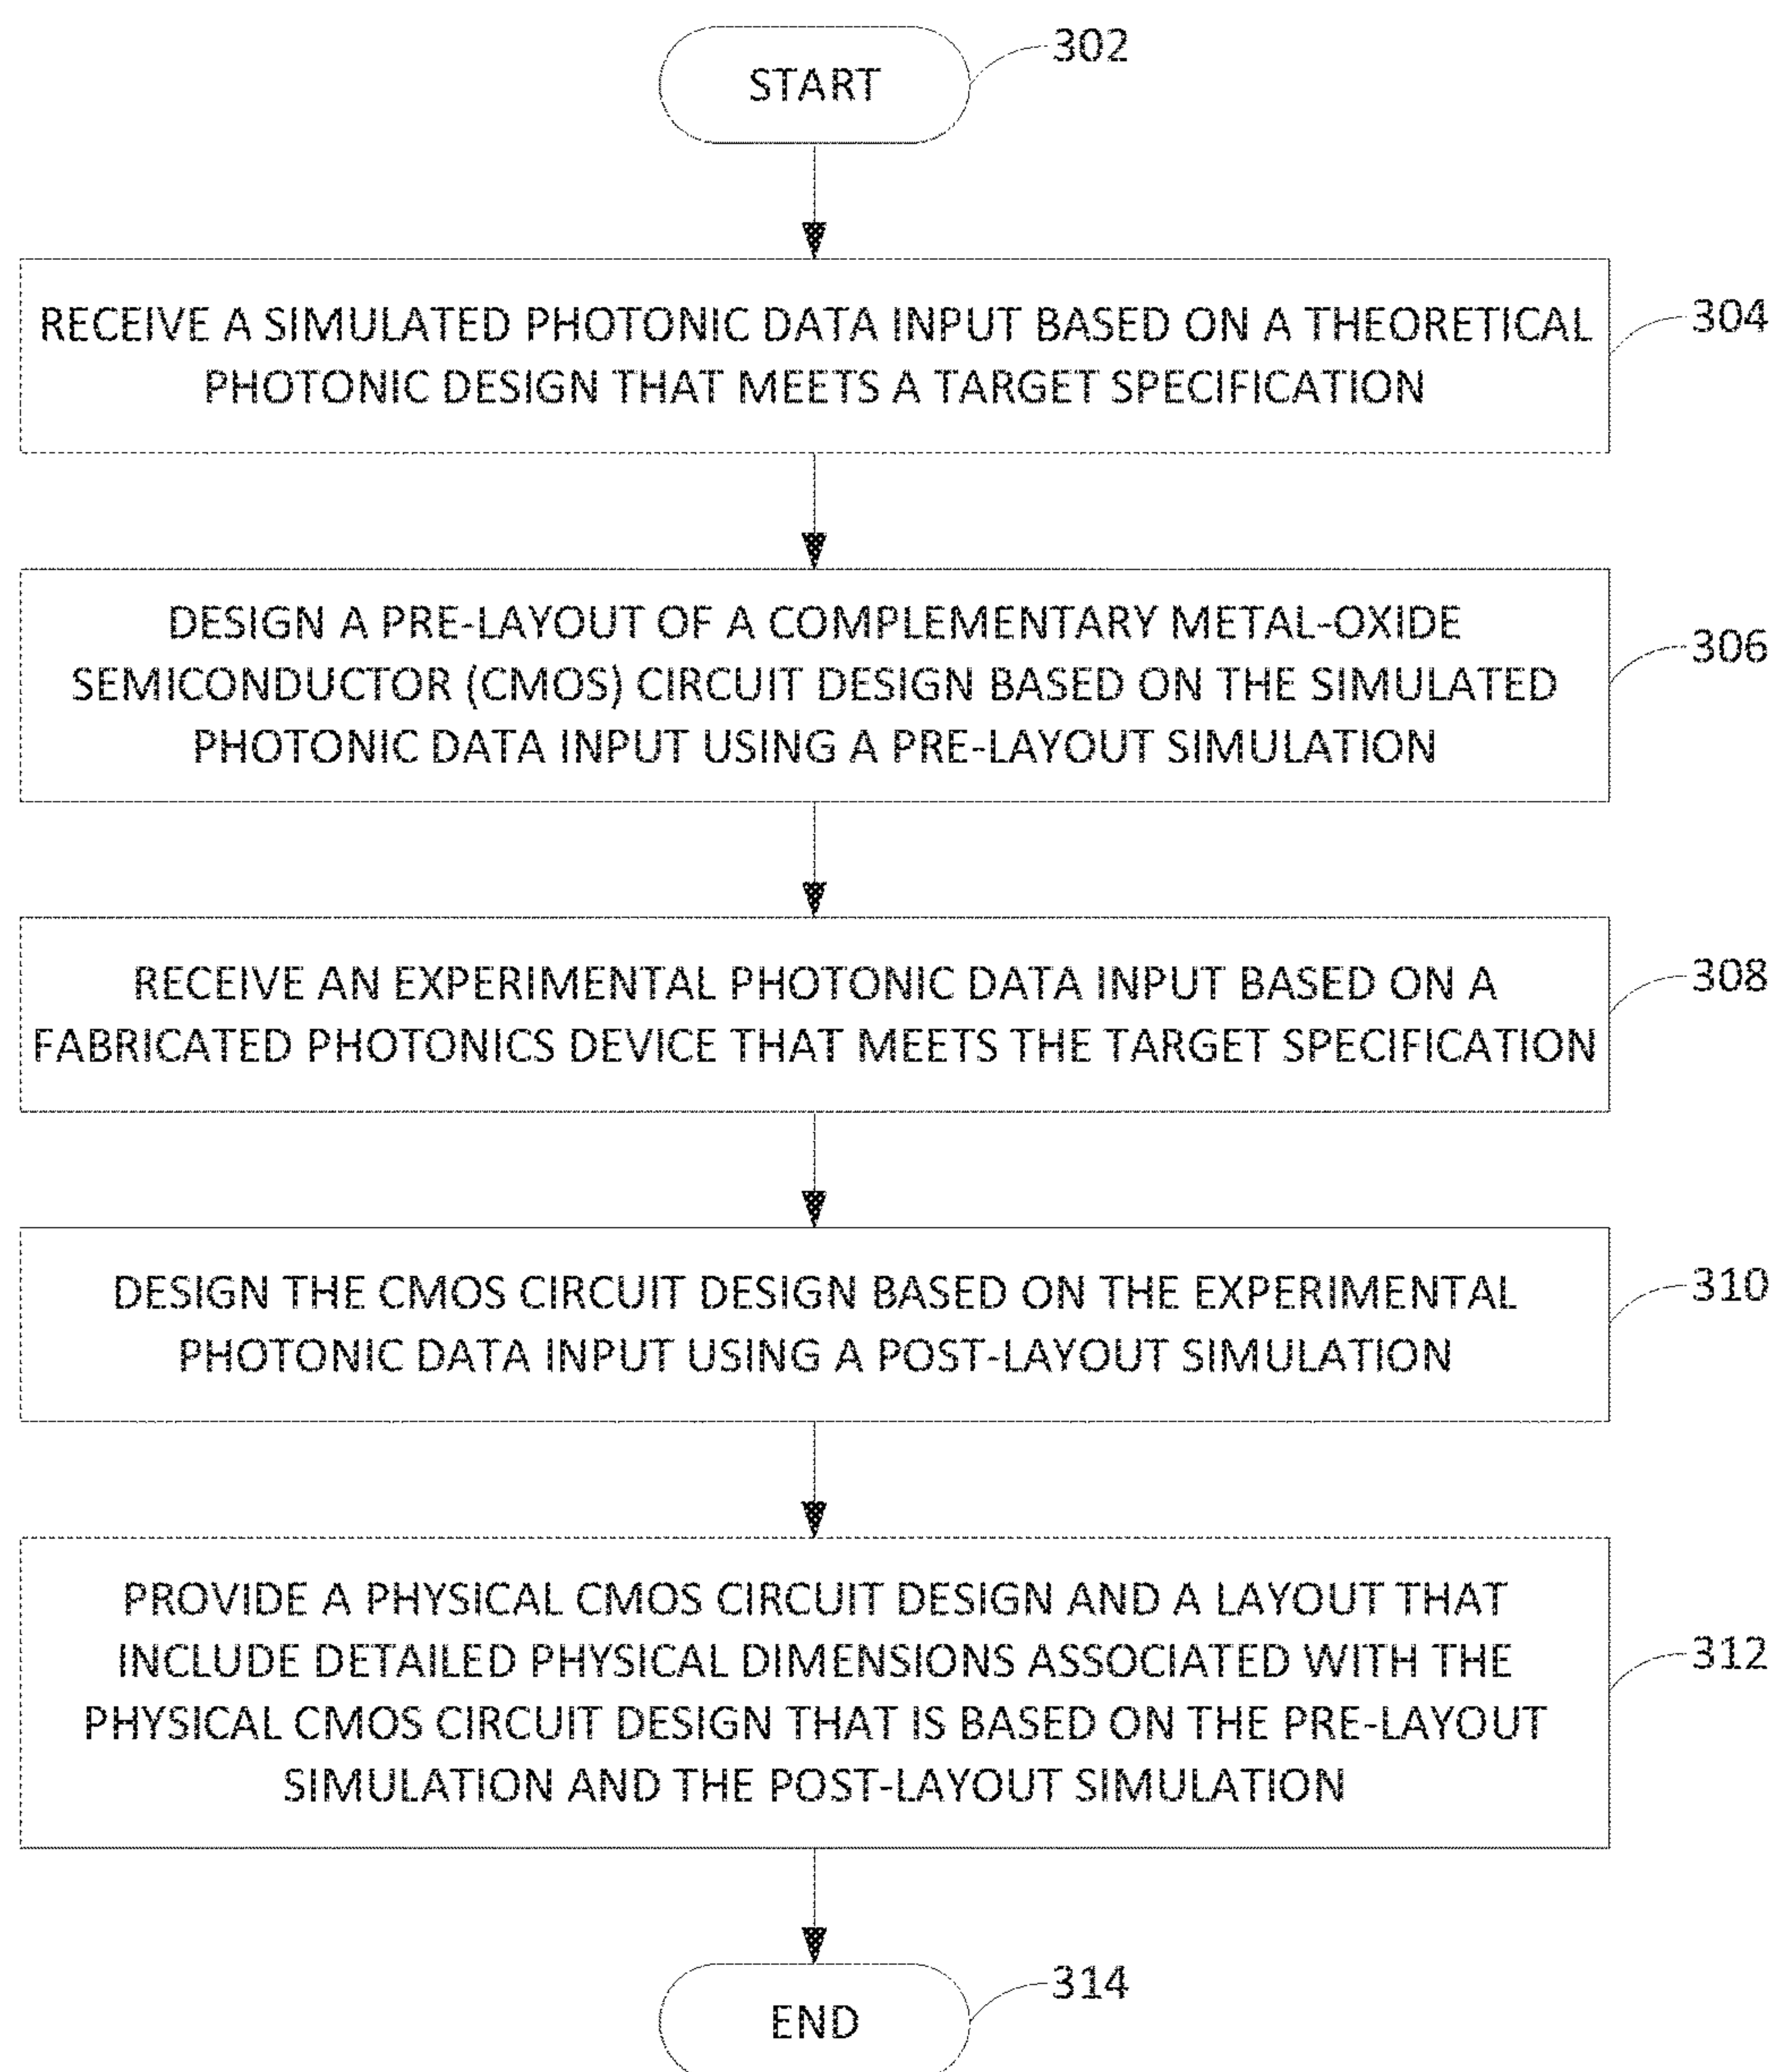 START
302
RECEIVE A SIMULATED PHOTONIC DATA INPUT BASED ON A THEORETICAL
PHOTONIC DESIGN THAT MEETS A TARGET SPECIFICATION
304
DESIGN A PRE-LAYOUT OF A COMPLEMENTARY METAL-OXIDE
SEMICONDUCTOR (CMOS) CIRCUIT DESIGN BASED ON THE SIMULATED
PHOTONIC DATA INPUT USING A PRE-LAYOUT SIMULATION
306
RECEIVE AN EXPERIMENTAL PHOTONIC DATA INPUT BASED ON A
FABRICATED PHOTONICS DEVICE THAT MEETS THE TARGET SPECIFICATION
308
DESIGN THE CMOS CIRCUIT DESIGN BASED ON THE EXPERIMENTAL
PHOTONIC DATA INPUT USING A POST-LAYOUT SIMULATION
310
PROVIDE A PHYSICAL CMOS CIRCUIT DESIGN AND A LAYOUT THAT
INCLUDE DETAILED PHYSICAL DIMENSIONS ASSOCIATED WITH THE
PHYSICAL CMOS CIRCUIT DESIGN THAT IS BASED ON THE PRE-LAYOUT
SIMULATION AND THE POST-LAYOUT SIMULATION
312
END
314